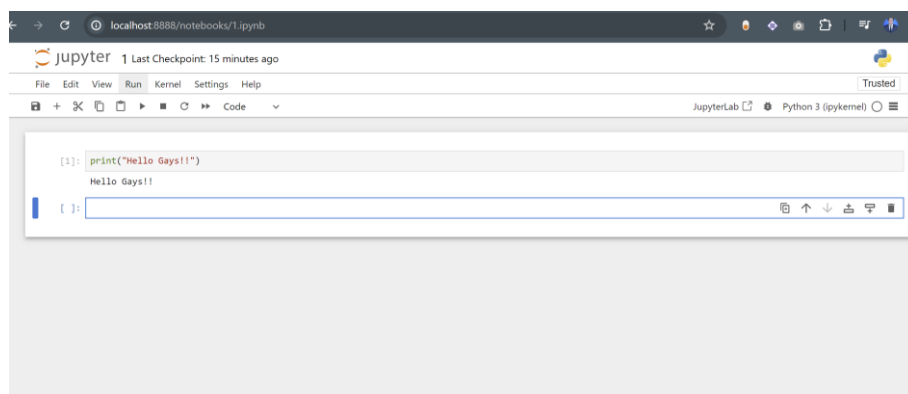 localhost:8888/notebooks/1.ipynb
jupyter 1 Last Checkpoint: 15 minutes ago
File Edit View Run Kernel Settings Help Trusted
Code JupyterLab Python 3 (ipykernel)
[1]: print("Hello Gays!!")
Hello Gays!!
[ ]: